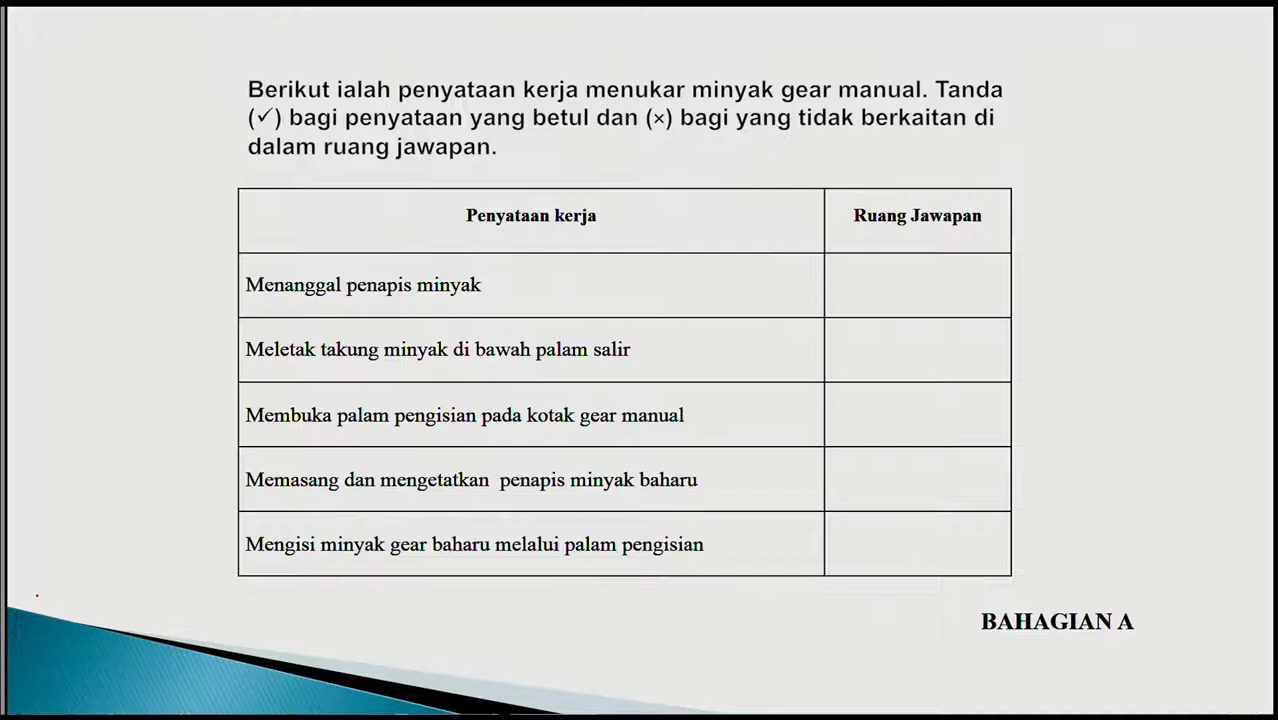 Berikut ialah penyataan kerja menukar minyak gear manual. Tanda
(✓) bagi penyataan yang betul dan (×) bagi yang tidak berkaitan di
dalam ruang jawapan.
Penyataan kerja
Ruang Jawapan
Menanggal penapis minyak
Meletak takung minyak di bawah palam salir
Membuka palam pengisian pada kotak gear manual
Memasang dan mengetatkan  penapis minyak baharu
Mengisi minyak gear baharu melalui palam pengisian
BAHAGIAN A